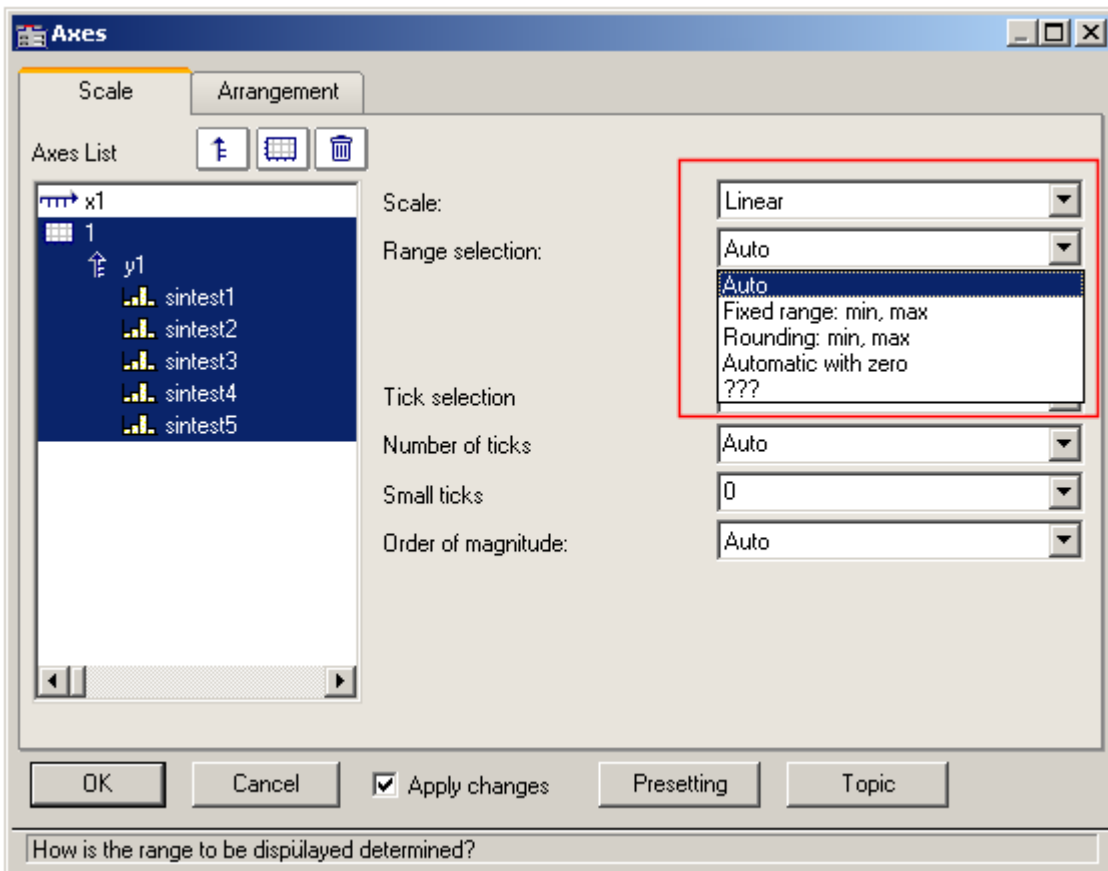 Axes
Scale Arrangement
Axes List
x1
1
y1
sintest1
sintest2
sintest3
sintest4
sintest5
Scale: Linear
Range selection: Auto
Auto
Fixed range: min, max
Rounding: min, max
Automatic with zero
???
Tick selection
Number of ticks Auto
Small ticks 0
Order of magnitude: Auto
OK Cancel Apply changes Presetting Topic
How is the range to be dispülayed determined?